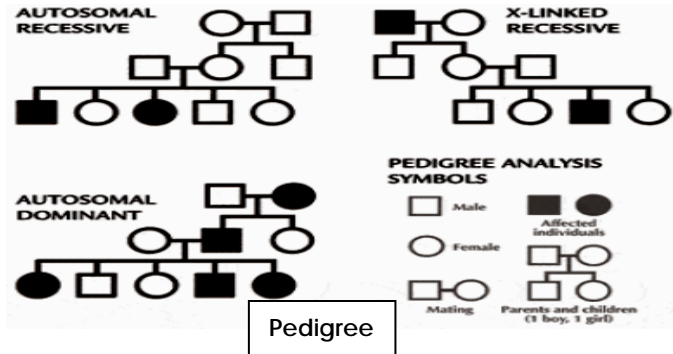 AUTOSOMAL
RECESSIVE
X-LINKED
RECESSIVE
AUTOSOMAL
DOMINANT
PEDIGREE ANALYSIS
SYMBOLS
Male
Affected
individuals
Female
Mating
Parents and children
(1 boy, 1 girl)
Pedigree